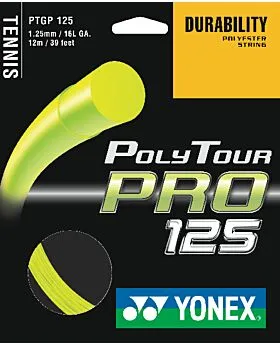 TENNIS
PTGP 125
1.25mm / 16L GA.
12m / 39 feet
DURABILITY
POLYESTER
STRING
POLYTOUR
PRO
125
YONEX